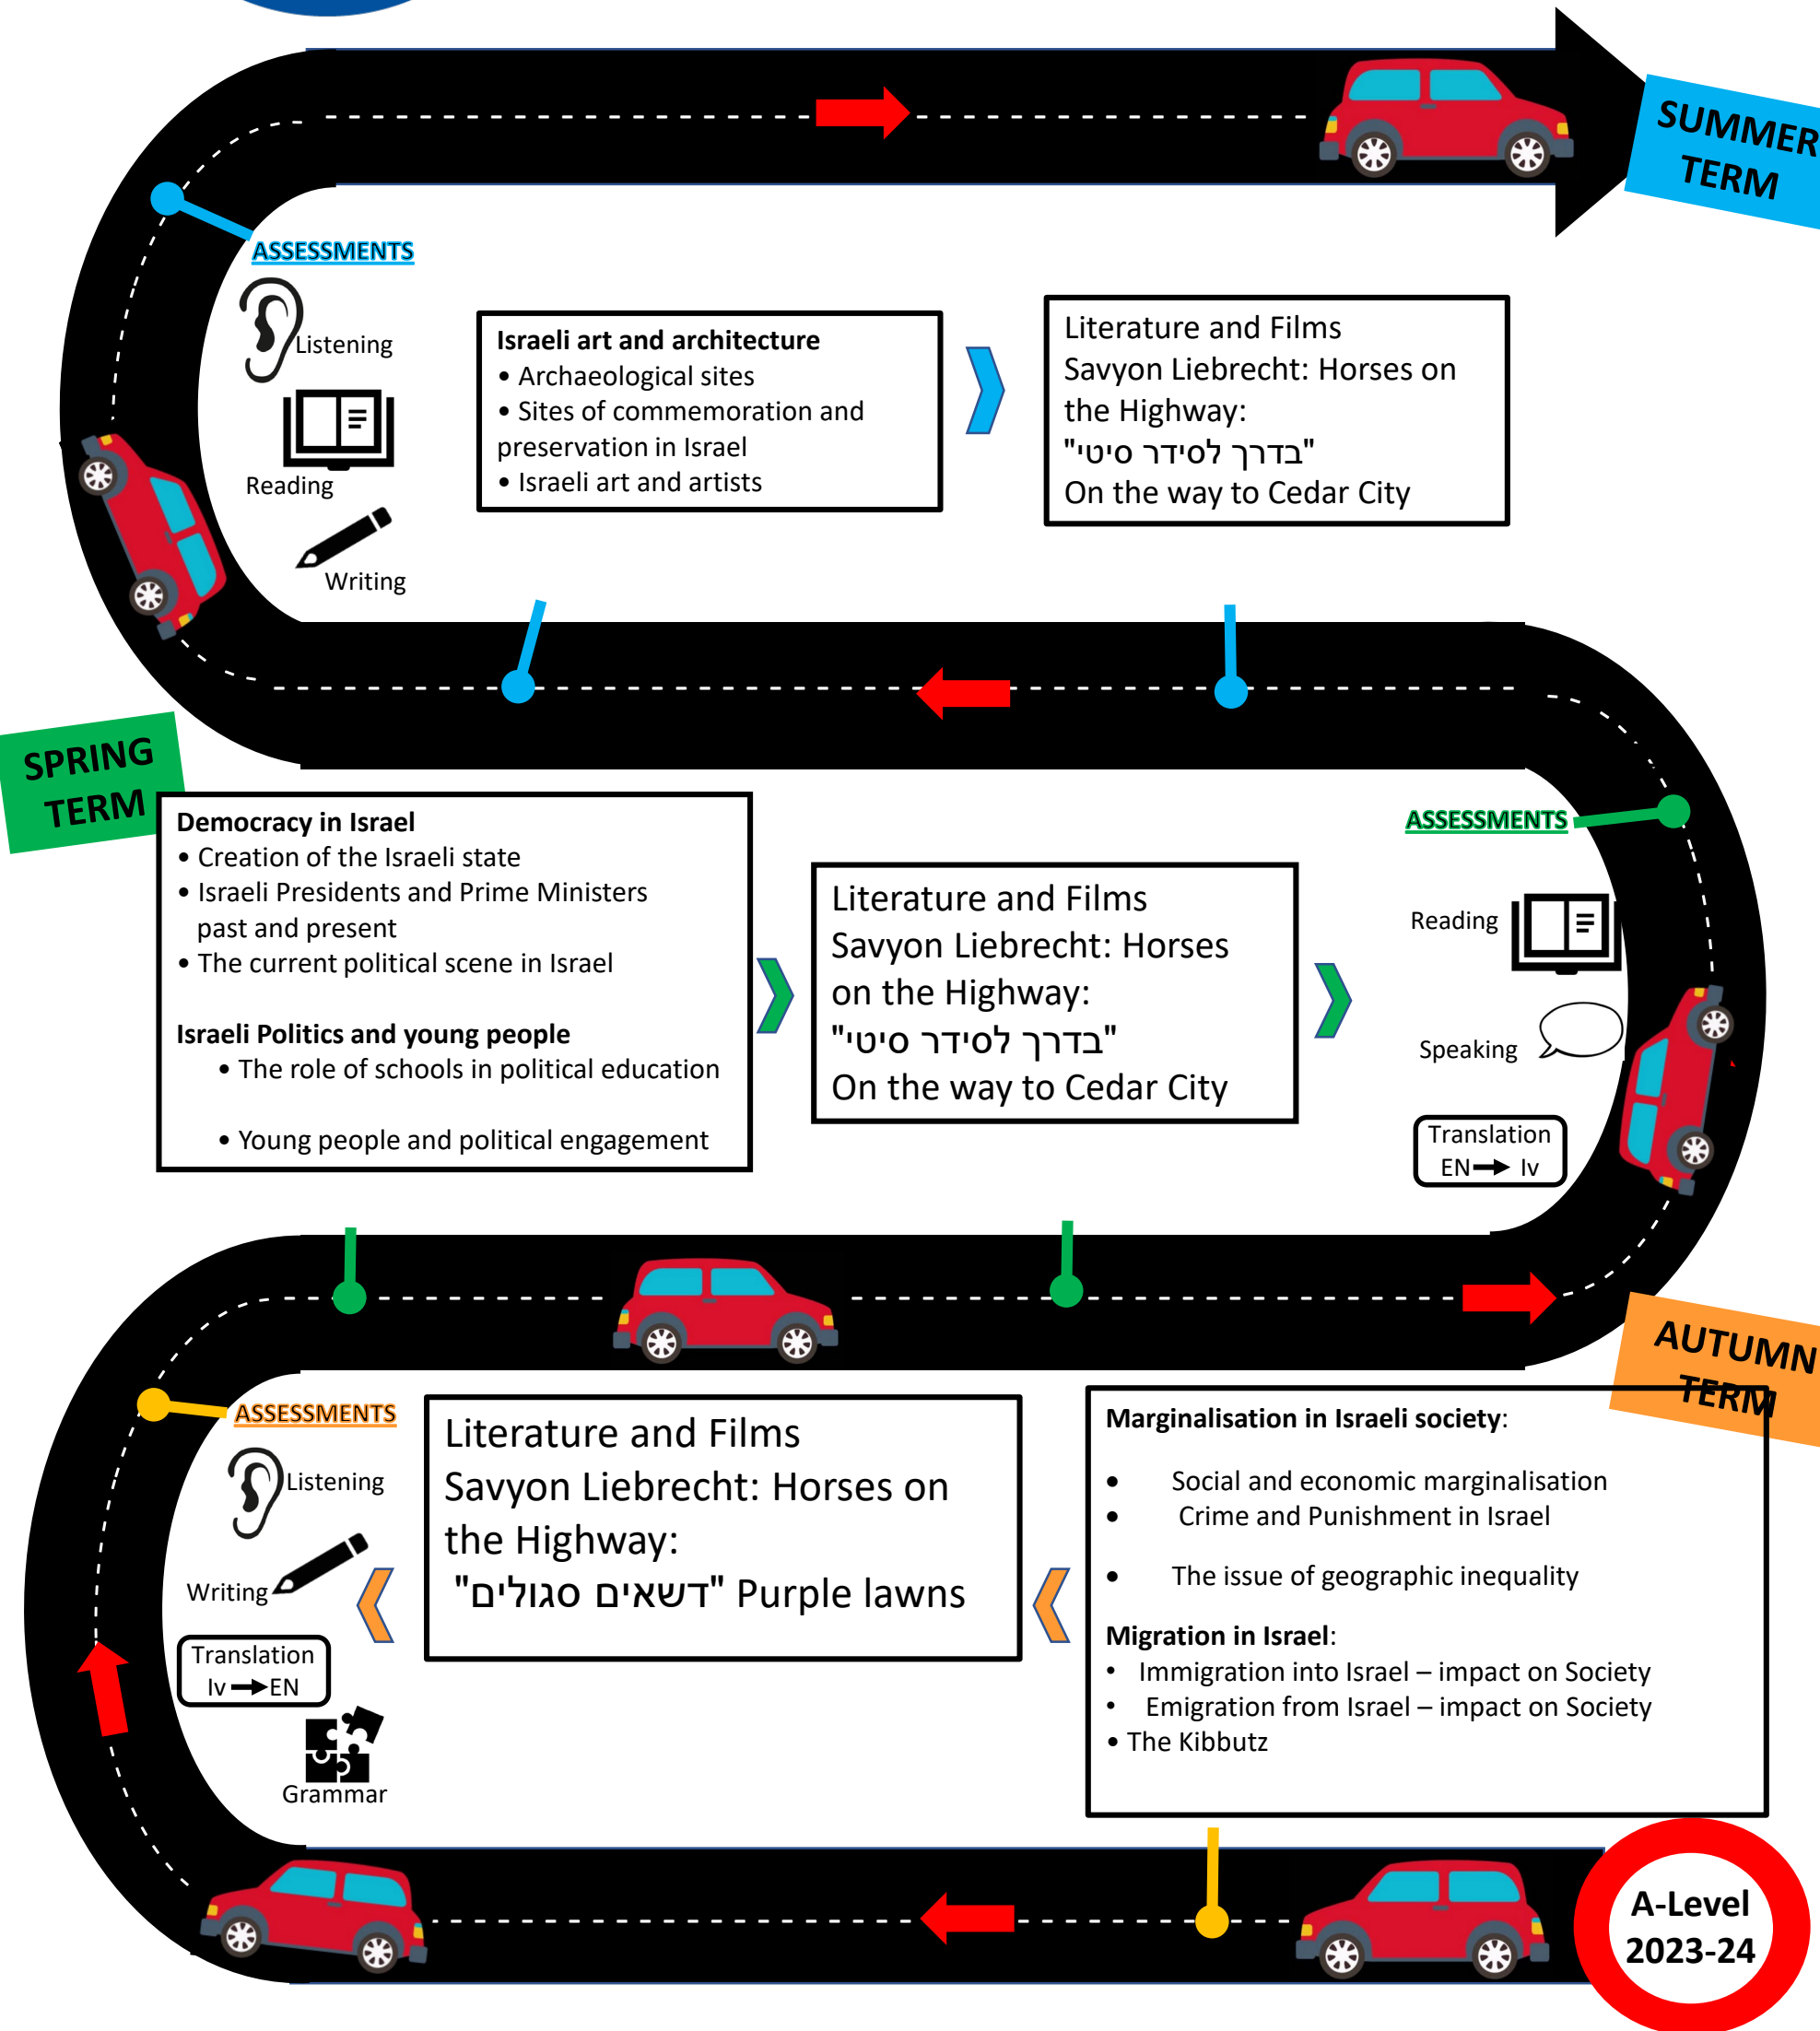 SUMMER
TERM
ASSESSMENTS
Listening
Reading
Writing
Israeli art and architecture
• Archaeological sites
• Sites of commemoration and
preservation in Israel
• Israeli art and artists
Literature and Films
Savyon Liebrecht: Horses on
the Highway:
"בדרך לסידר סיטי"
On the way to Cedar City
SPRING
TERM
Democracy in Israel
• Creation of the Israeli state
• Israeli Presidents and Prime Ministers
past and present
• The current political scene in Israel
Israeli Politics and young people
• The role of schools in political education
• Young people and political engagement
Literature and Films
Savyon Liebrecht: Horses
on the Highway:
"בדרך לסידר סיטי"
On the way to Cedar City
ASSESSMENTS
Reading
Speaking
Translation
EN → Iv
AUTUMN
TERM
Marginalisation in Israeli society:
• Social and economic marginalisation
• Crime and Punishment in Israel
• The issue of geographic inequality
Migration in Israel:
• Immigration into Israel – impact on Society
• Emigration from Israel – impact on Society
• The Kibbutz
Literature and Films
Savyon Liebrecht: Horses on
the Highway:
"דשאים סגולים" Purple lawns
ASSESSMENTS
Listening
Writing
Translation
Iv → EN
Grammar
A-Level
2023-24